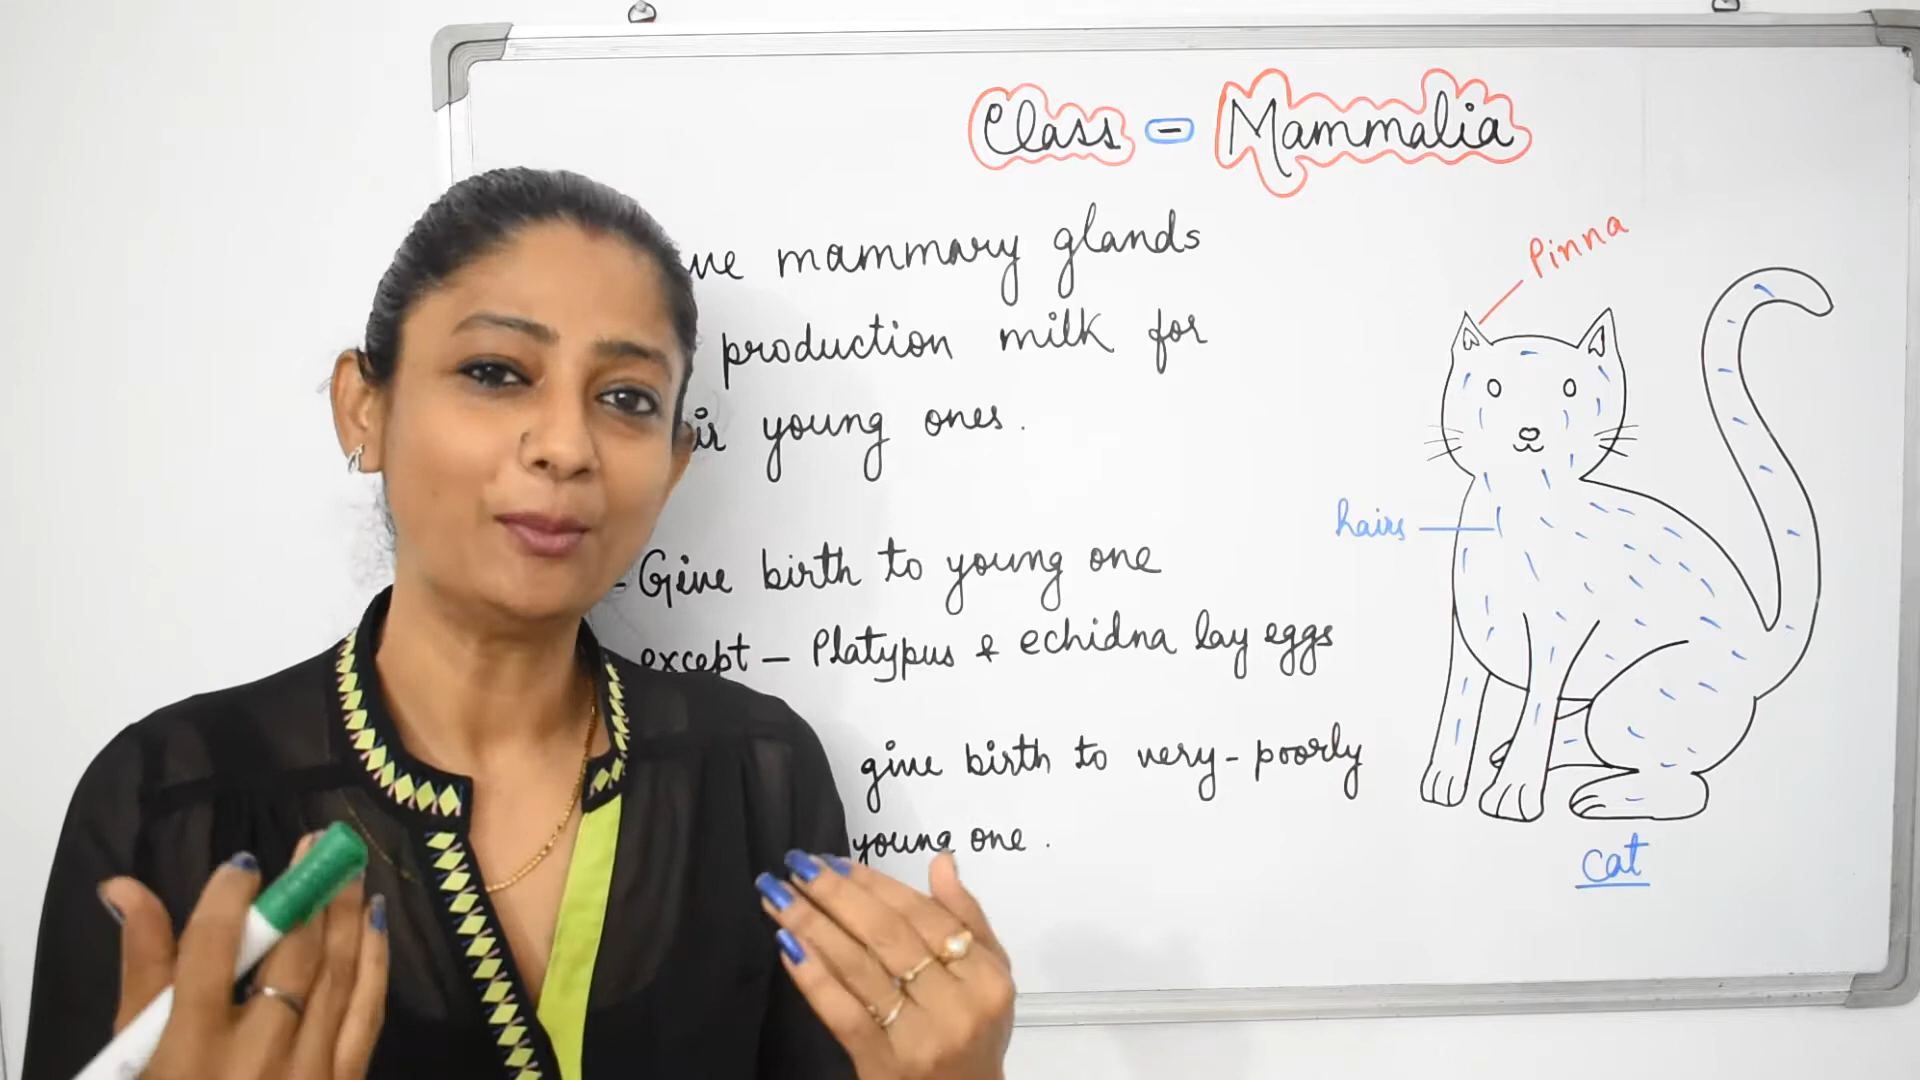 Class - Mammalia
mammary glands
production milk for
young ones.
Pinna
hairs
- Give birth to young one
except - Platypus & echidna lay eggs
give birth to very-poorly
young one.
cat